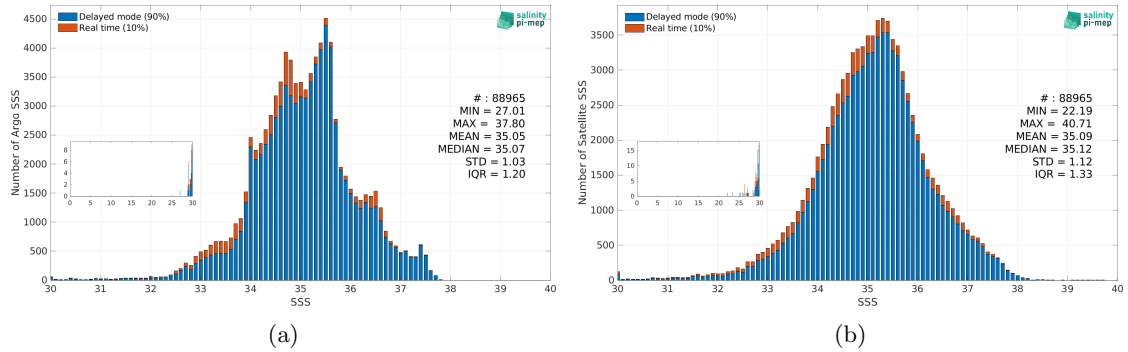 Delayed mode (90%)
Real time (10%)
salinity
pi-mep
Number of Argo SSS
4500
4000
3500
3000
2500
2000
1500
1000
500
0
# : 88965
MIN = 27.01
MAX = 37.80
MEAN = 35.05
MEDIAN = 35.07
STD = 1.03
IQR = 1.20
8
6
4
2
0
0 5 10 15 20 25 30
30 31 32 33 34 35 36 37 38 39 40
SSS
(a)
Delayed mode (90%)
Real time (10%)
salinity
pi-mep
Number of Satellite SSS
3500
3000
2500
2000
1500
1000
500
0
# : 88965
MIN = 22.19
MAX = 40.71
MEAN = 35.09
MEDIAN = 35.12
STD = 1.12
IQR = 1.33
15
10
5
0
0 5 10 15 20 25 30
30 31 32 33 34 35 36 37 38 39 40
SSS
(b)